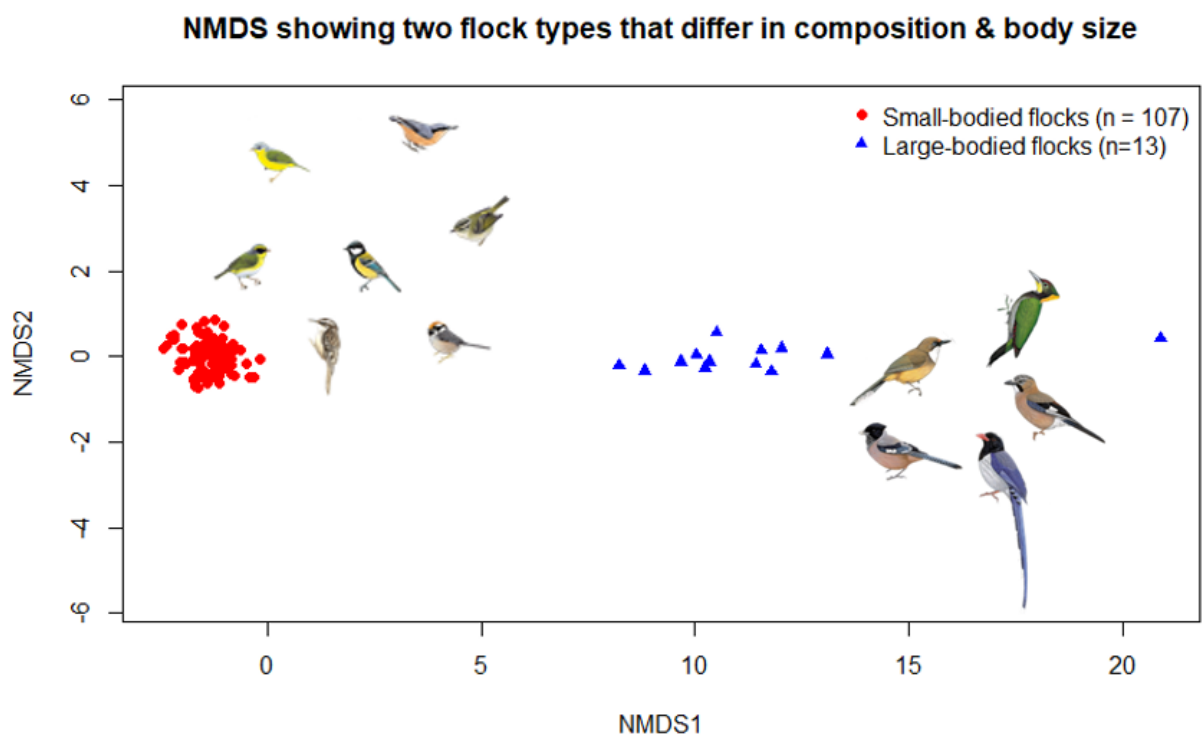 NMDS showing two flock types that differ in composition & body size
Small-bodied flocks (n = 107)
Large-bodied flocks (n=13)
6
4
2
0
-2
-4
-6
NMDS2
0 5 10 15 20
NMDS1